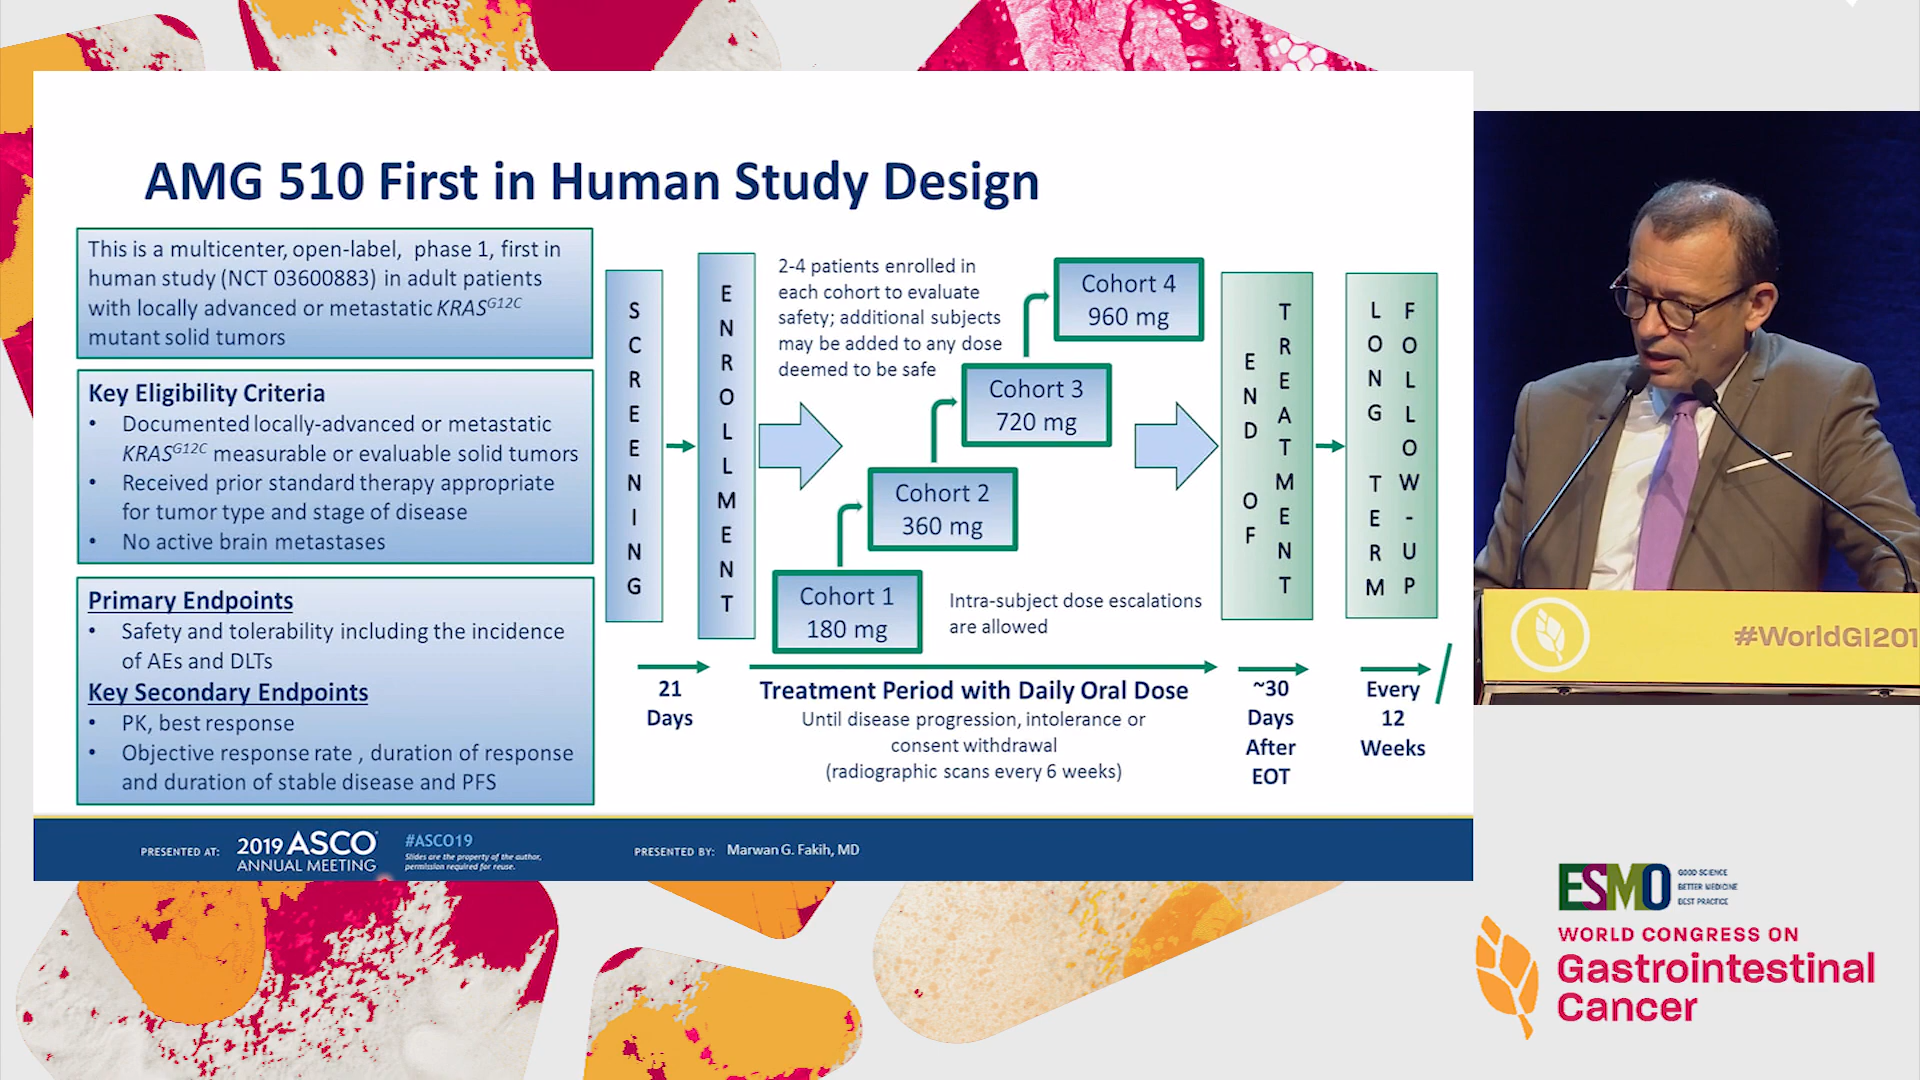 AMG 510 First in Human Study Design
This is a multicenter, open-label, phase 1, first in
human study (NCT 03600883) in adult patients
with locally advanced or metastatic KRASG12C
mutant solid tumors
Key Eligibility Criteria
• Documented locally-advanced or metastatic
KRASG12C measurable or evaluable solid tumors
• Received prior standard therapy appropriate
for tumor type and stage of disease
• No active brain metastases
Primary Endpoints
• Safety and tolerability including the incidence
of AEs and DLTs
Key Secondary Endpoints
• PK, best response
• Objective response rate , duration of response
and duration of stable disease and PFS
SCREENING
ENROLLMENT
2-4 patients enrolled in
each cohort to evaluate
safety; additional subjects
may be added to any dose
deemed to be safe
Cohort 4
960 mg
Cohort 3
720 mg
Cohort 2
360 mg
Cohort 1
180 mg
Intra-subject dose escalations
are allowed
END OF
TREATMENT
LONG TERM
FOLLOW-UP
21
Days
Treatment Period with Daily Oral Dose
Until disease progression, intolerance or
consent withdrawal
(radiographic scans every 6 weeks)
~30
Days
After
EOT
Every
12
Weeks
PRESENTED AT:
2019 ASCO
ANNUAL MEETING
#ASCO19
Slides are the property of the author,
permission required for reuse.
PRESENTED BY: Marwan G. Fakih, MD
#WorldGI201
ESMO
GOOD SCIENCE
BETTER MEDICINE
BEST PRACTICE
WORLD CONGRESS ON
Gastrointestinal
Cancer